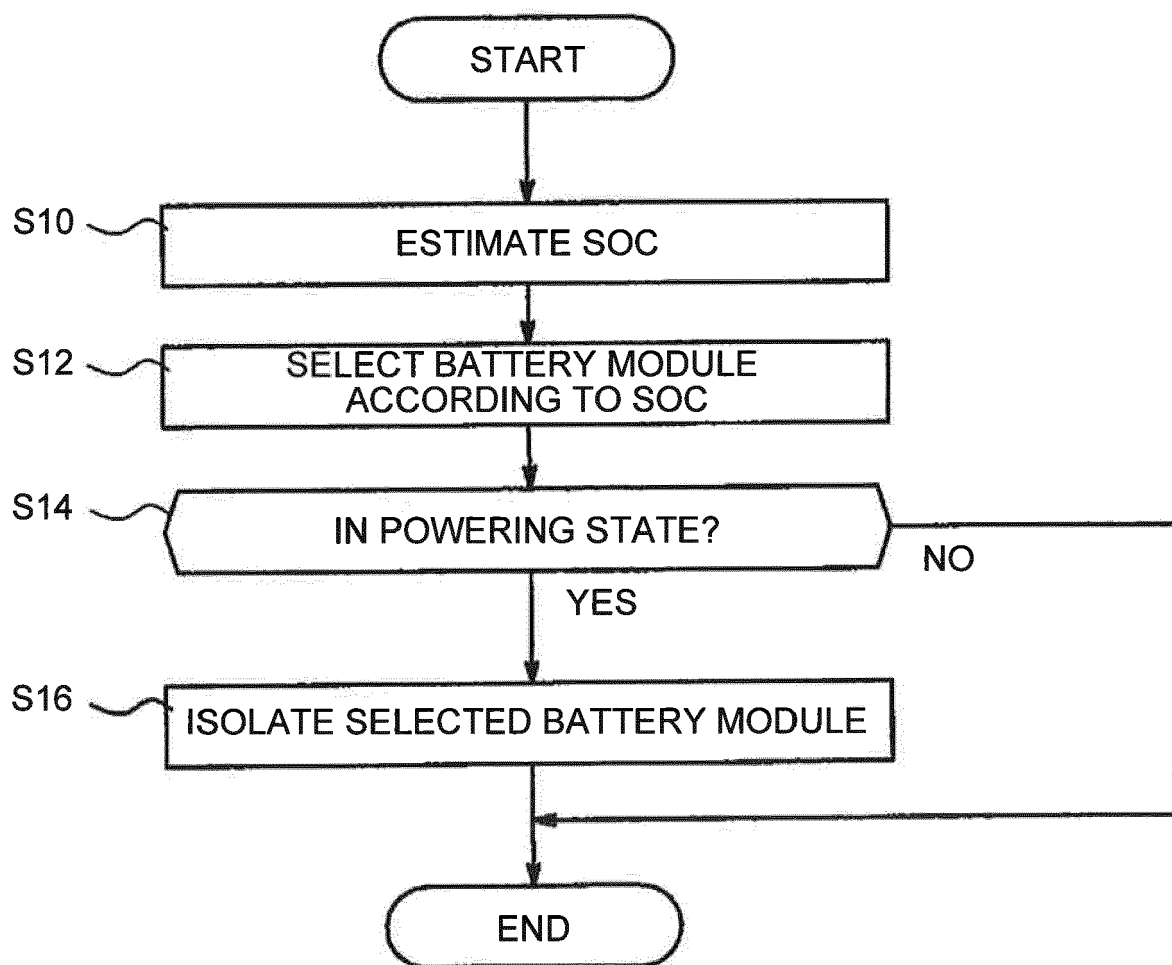 START
S10
ESTIMATE SOC
S12
SELECT BATTERY MODULE
ACCORDING TO SOC
S14
IN POWERING STATE?
NO
YES
S16
ISOLATE SELECTED BATTERY MODULE
END